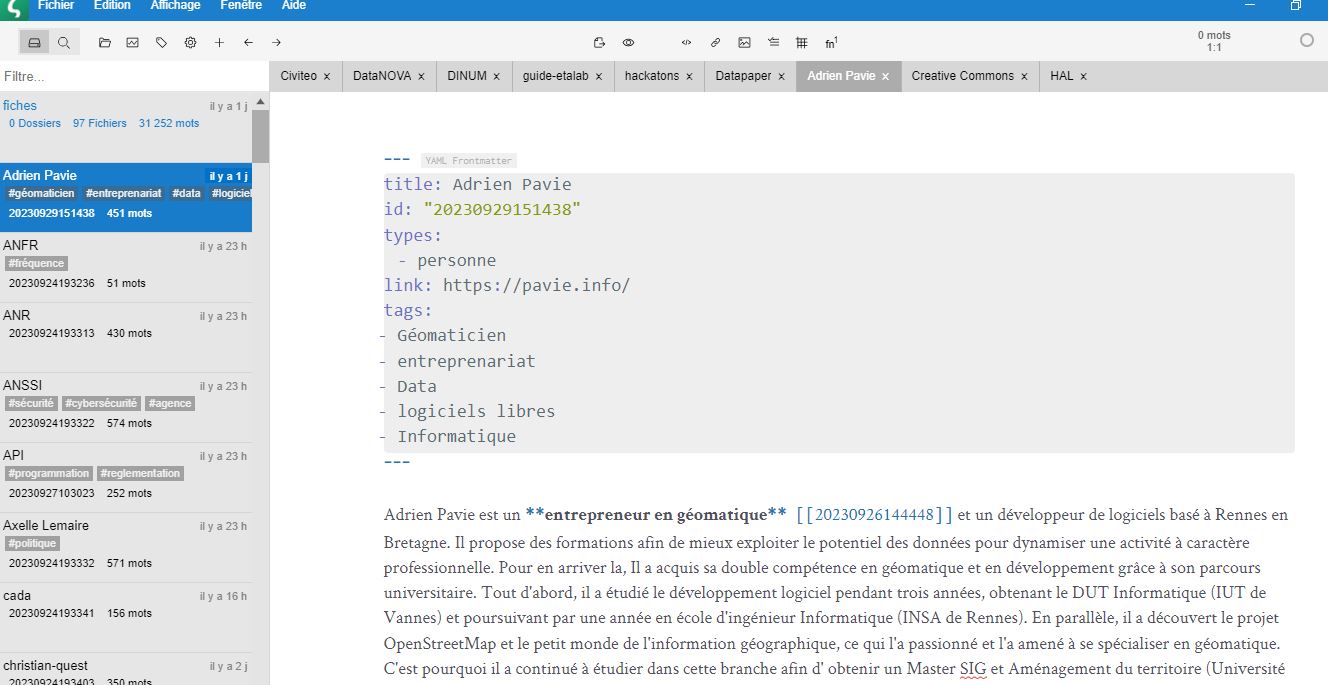 Fichier Edition Affichage Fenêtre Aide
0 mots
1:1
Filtre...
Civiteo × DataNOVA × DINUM × guide-etalab × hackatons × Datapaper × Adrien Pavie × Creative Commons × HAL ×
fiches il y a 1 j
0 Dossiers 97 Fichiers 31 252 mots
Adrien Pavie il y a 1 j
#géomaticien #entreprenariat #data #logiciel
20230929151438 451 mots
ANFR il y a 23 h
#fréquence
20230924193236 51 mots
ANR il y a 23 h
20230924193313 430 mots
ANSSI il y a 23 h
#sécurité #cybersécurité #agence
20230924193322 574 mots
API il y a 23 h
#programmation #reglementation
20230927103023 252 mots
Axelle Lemaire il y a 23 h
#politique
20230924193332 571 mots
cada il y a 16 h
20230924193341 156 mots
christian-quest il y a 2 j
20230924193403 350 mots
--- YAML Frontmatter
title: Adrien Pavie
id: "20230929151438"
types:
- personne
link: https://pavie.info/
tags:
- Géomaticien
- entreprenariat
- Data
- logiciels libres
- Informatique
---
Adrien Pavie est un **entrepreneur en géomatique** [[20230926144448]] et un développeur de logiciels basé à Rennes en
Bretagne. Il propose des formations afin de mieux exploiter le potentiel des données pour dynamiser une activité à caractère
professionnelle. Pour en arriver la, Il a acquis sa double compétence en géomatique et en développement grâce à son parcours
universitaire. Tout d'abord, il a étudié le développement logiciel pendant trois années, obtenant le DUT Informatique (IUT de
Vannes) et poursuivant par une année en école d'ingénieur Informatique (INSA de Rennes). En parallèle, il a découvert le projet
OpenStreetMap et le petit monde de l'information géographique, ce qui l'a passionné et l'a amené à se spécialiser en géomatique.
C'est pourquoi il a continué à étudier dans cette branche afin d' obtenir un Master SIG et Aménagement du territoire (Université